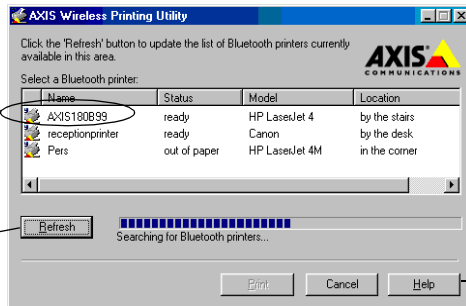 AXIS Wireless Printing Utility
Click the 'Refresh' button to update the list of Bluetooth printers currently
available in this area.
AXIS
COMMUNICATIONS
Select a Bluetooth printer:
Name Status Model Location
AXIS180B99 ready HP LaserJet 4 by the stairs
receptionprinter ready Canon by the desk
Pers out of paper HP LaserJet 4M in the corner
Refresh
Searching for Bluetooth printers...
Print Cancel Help